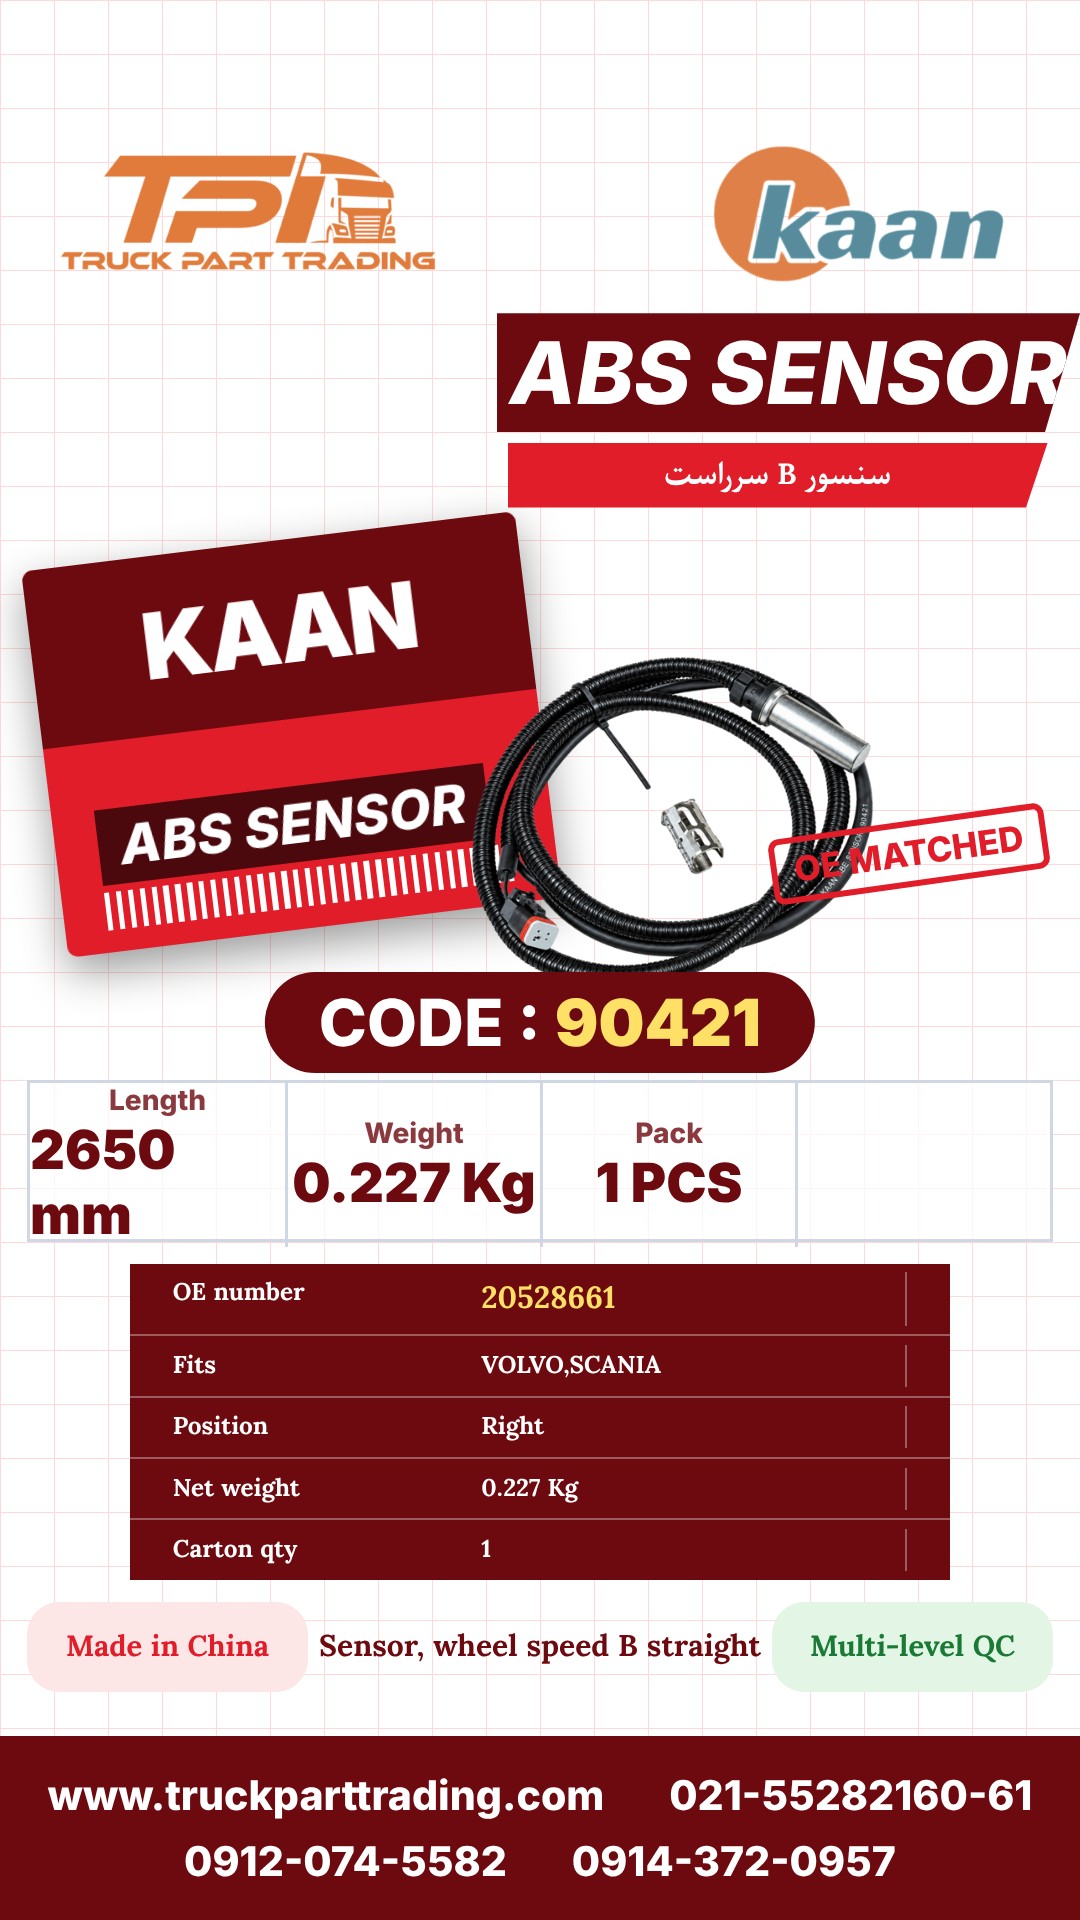 TPT
TRUCK PART TRADING
kaan
ABS SENSOR
سنسور B سرراست
KAAN
ABS SENSOR
OE MATCHED
CODE : 90421
Length
2650
mm
Weight
0.227 Kg
Pack
1 PCS
OE number 20528661
Fits VOLVO,SCANIA
Position Right
Net weight 0.227 Kg
Carton qty 1
Made in China
Sensor, wheel speed B straight
Multi-level QC
www.truckparttrading.com 021-55282160-61
0912-074-5582 0914-372-0957